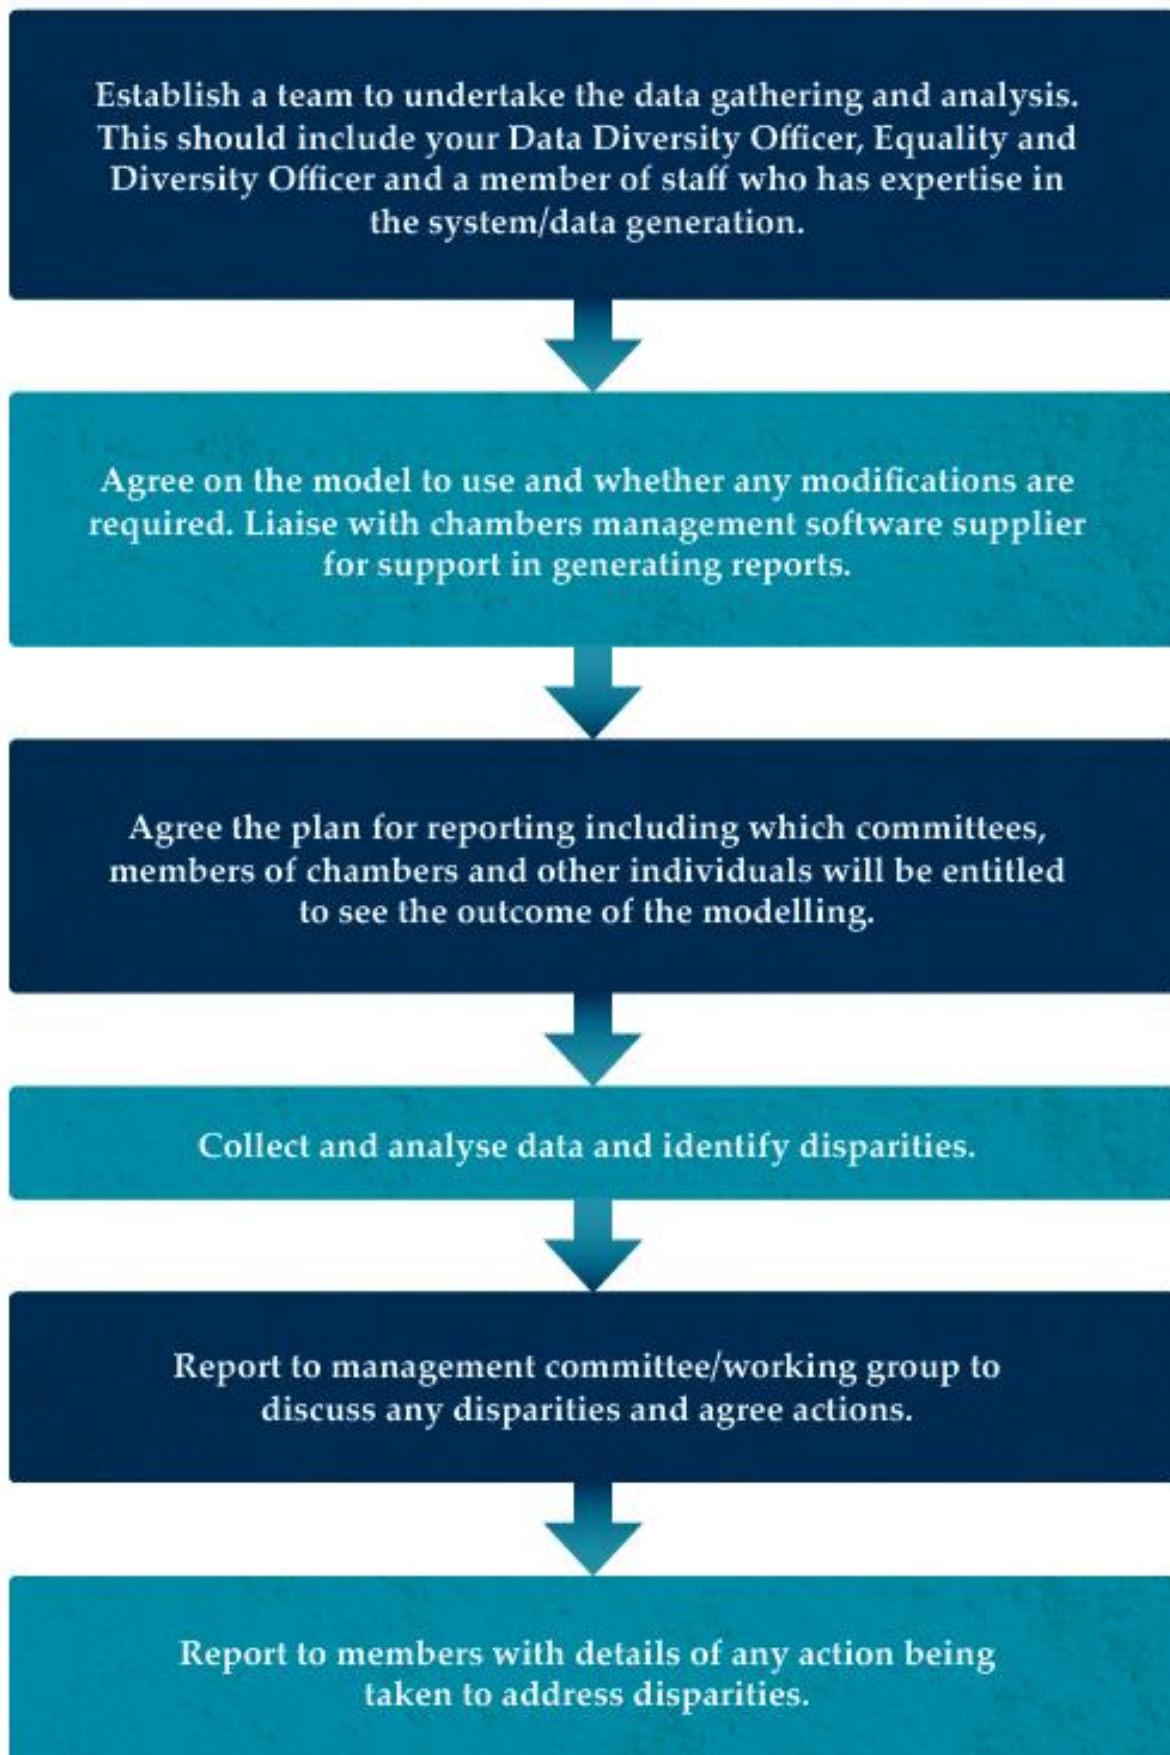 Establish a team to undertake the data gathering and analysis.
This should include your Data Diversity Officer, Equality and
Diversity Officer and a member of staff who has expertise in
the system/data generation.
Agree on the model to use and whether any modifications are
required. Liaise with chambers management software supplier
for support in generating reports.
Agree the plan for reporting including which committees,
members of chambers and other individuals will be entitled
to see the outcome of the modelling.
Collect and analyse data and identify disparities.
Report to management committee/working group to
discuss any disparities and agree actions.
Report to members with details of any action being
taken to address disparities.